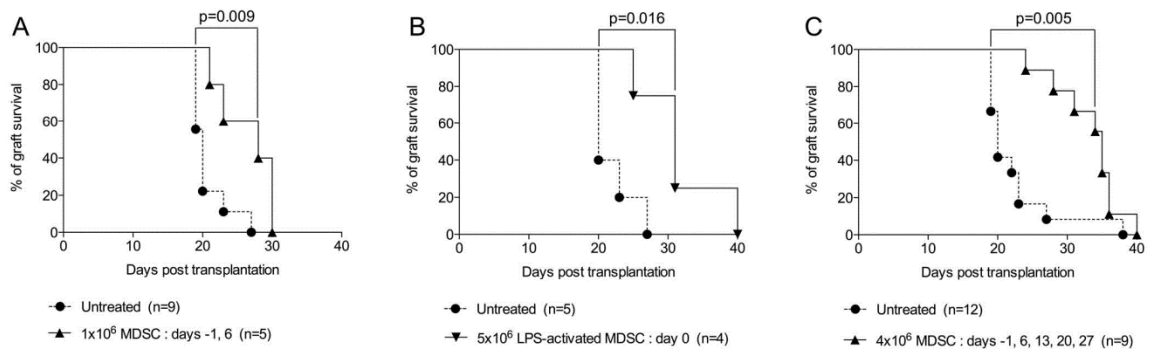 A
p=0.009
% of graft survival
100
80
60
40
20
0
0
20
30
40
Days post transplantation
Untreated (n=9)
1x10⁶ MDSC : days -1, 6 (n=5)
B
p=0.016
% of graft survival
100
80
60
40
20
0
0
20
30
40
Days post transplantation
Untreated (n=5)
5x10⁶ LPS-activated MDSC : day 0 (n=4)
C
p=0.005
% of graft survival
100
80
60
40
20
0
0
20
30
40
Days post transplantation
Untreated (n=12)
4x10⁶ MDSC : days -1, 6, 13, 20, 27 (n=9)